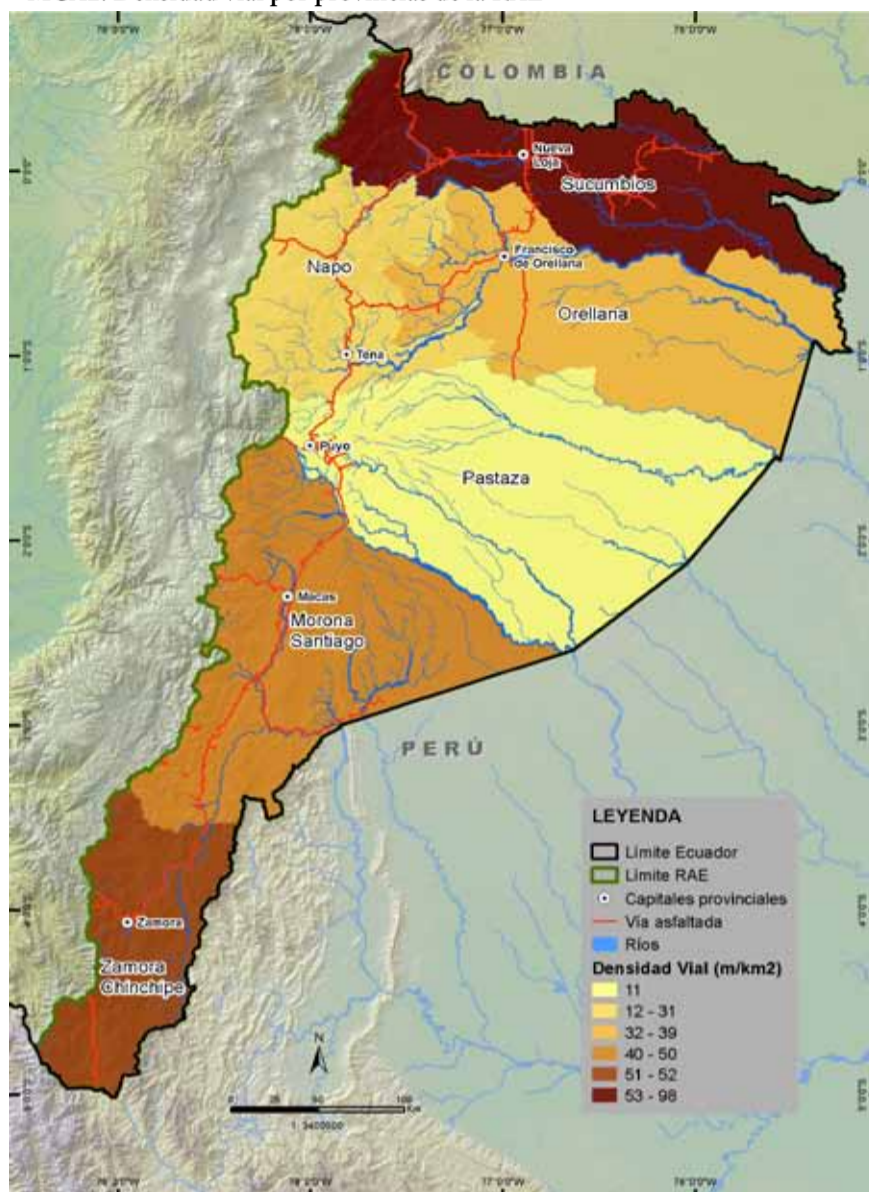 COLOMBIA
Nueva
Loja
Sucumbíos
Francisco
de Orellana
Napo
Orellana
Tena
Puyo
Pastaza
Macas
Morona
Santiago
PERÚ
Zamora
Zamora
Chinchipe
N
LEYENDA
Límite Ecuador
Límite RAE
Capitales provinciales
Vía asfaltada
Ríos
Densidad Vial (m/km2)
11
12 - 31
32 - 39
40 - 50
51 - 52
53 - 98
Km